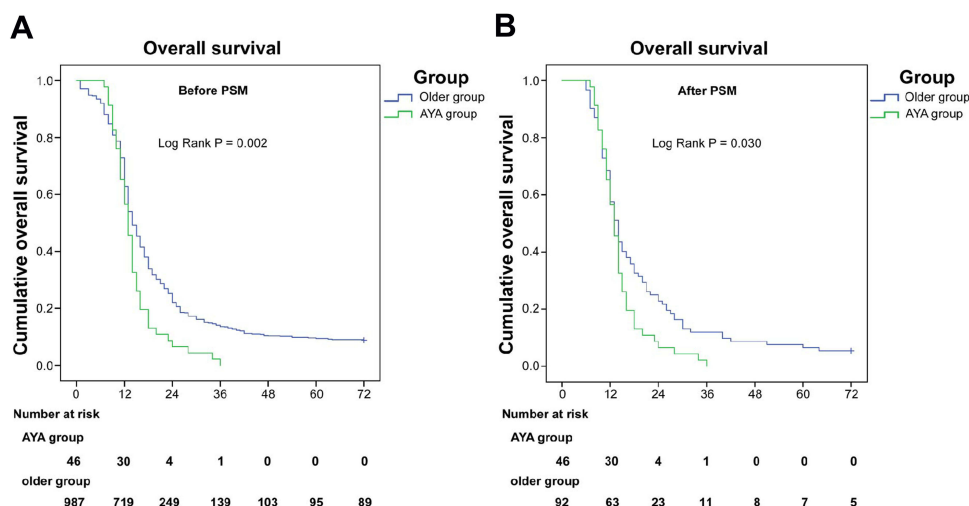 A
Overall survival
Cumulative overall survival
1.0
0.8
0.6
0.4
0.2
0.0
Before PSM
Log Rank P = 0.002
Group
Older group
AYA group
0 12 24 36 48 60 72
Number at risk
AYA group
46 30 4 1 0 0 0
older group
987 719 249 139 103 95 89
B
Overall survival
Cumulative overall survival
1.0
0.8
0.6
0.4
0.2
0.0
After PSM
Log Rank P = 0.030
Group
Older group
AYA group
0 12 24 36 48 60 72
Number at risk
AYA group
46 30 4 1 0 0 0
older group
92 63 23 11 8 7 5